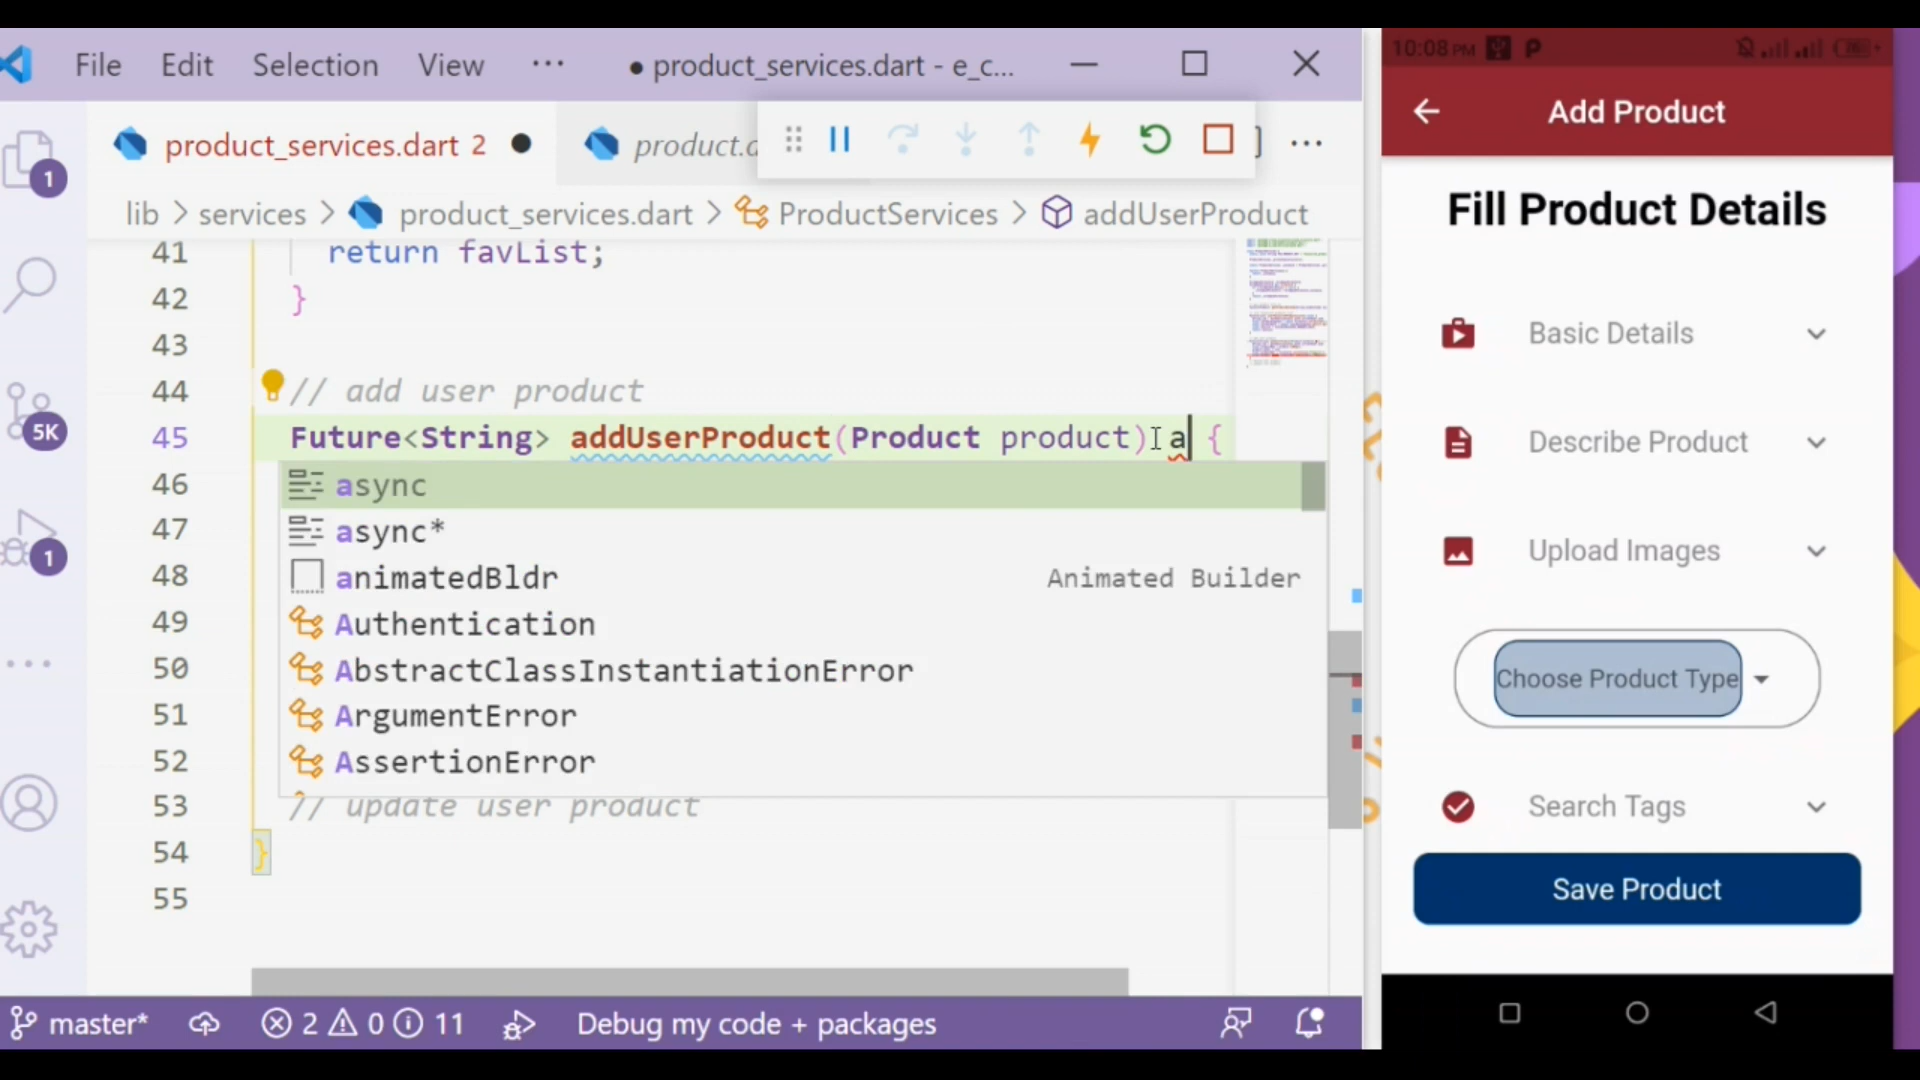 File Edit Selection View ... ● product_services.dart - e_c...
product_services.dart 2 ● product.d
lib > services > product_services.dart > ProductServices > addUserProduct
41 return favList;
42 }
43
44 // add user product
45 Future<String> addUserProduct(Product product) a {
46 async
47 async*
48 animatedBldr Animated Builder
49 Authentication
50 AbstractClassInstantiationError
51 ArgumentError
52 AssertionError
53 // update user product
54 }
55
1
5K
1
master* 2 0 11 Debug my code + packages
10:08 PM
Add Product
Fill Product Details
Basic Details
Describe Product
Upload Images
Choose Product Type
Search Tags
Save Product